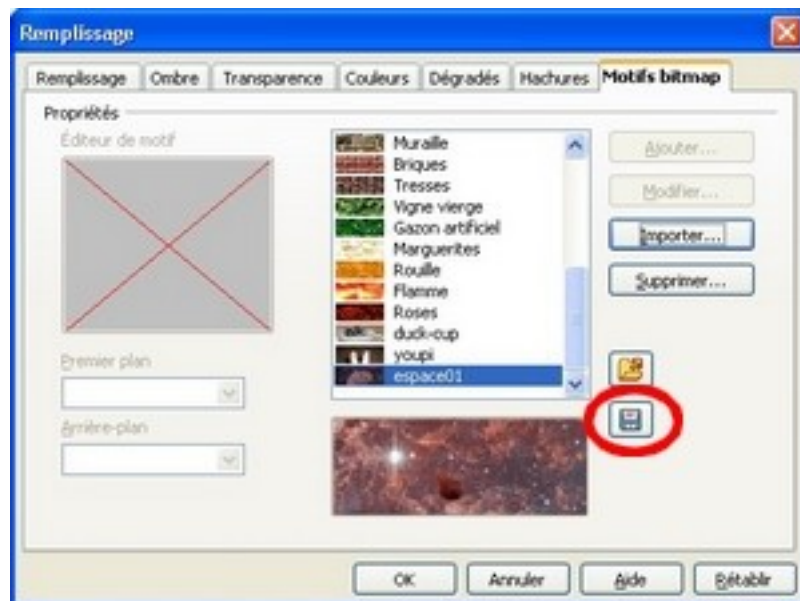 Remplissage
Remplissage Ombre Transparence Couleurs Dégradés Hachures Motifs bitmap
Propriétés
Éditeur de motif
Muraille
Briques
Tresses
Vigne vierge
Gazon artificiel
Marguerites
Rouille
Flamme
Roses
duck-cup
youpi
espace01
Ajouter...
Modifier...
Importer...
Supprimer...
Premier plan
Arrière-plan
OK Annuler Aide Rétablir